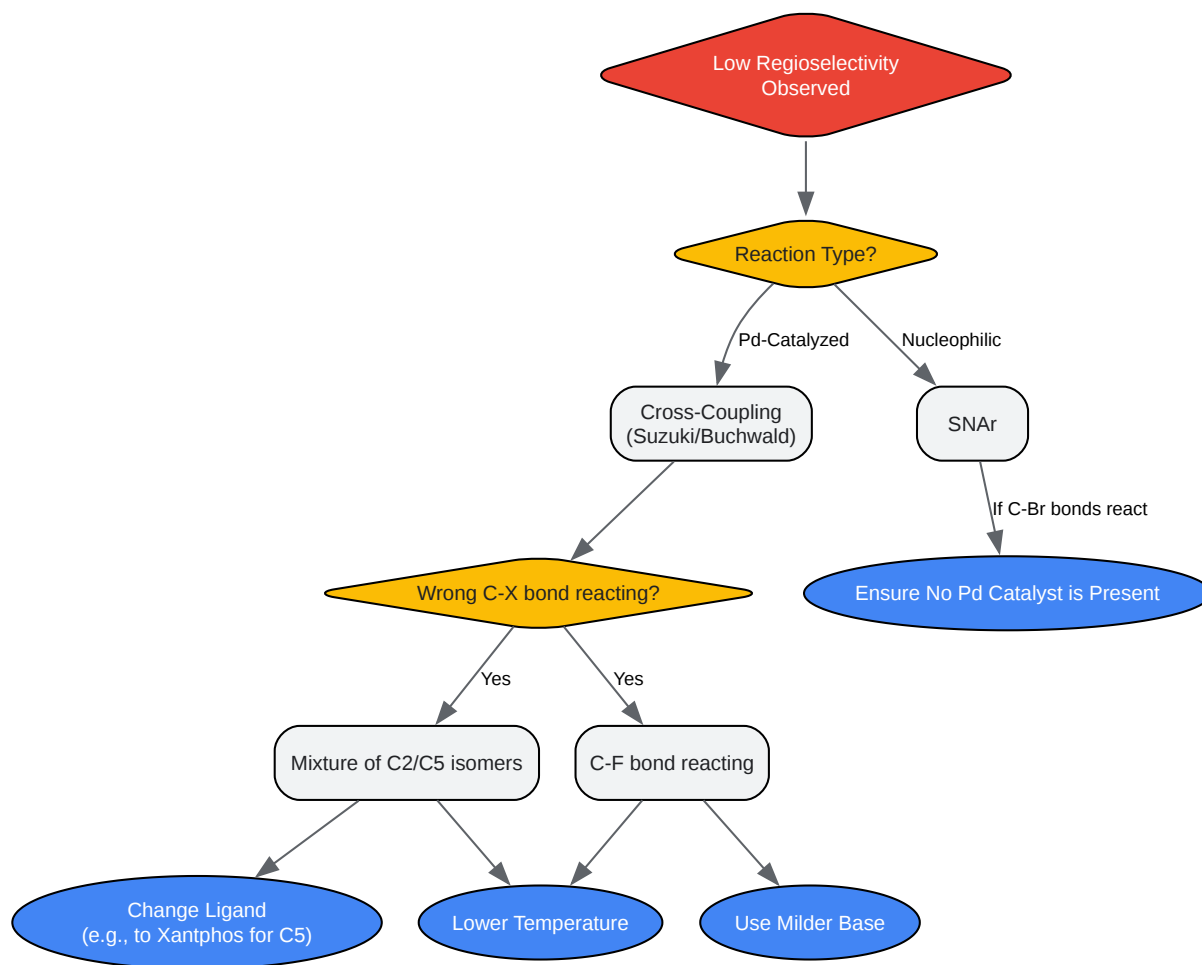 Low Regioselectivity
Observed
Reaction Type?
Pd-Catalyzed
Nucleophilic
Cross-Coupling
(Suzuki/Buchwald)
SNAr
If C-Br bonds react
Wrong C-X bond reacting?
Ensure No Pd Catalyst is Present
Yes
Yes
Mixture of C2/C5 isomers
C-F bond reacting
Change Ligand
(e.g., to Xantphos for C5)
Lower Temperature
Use Milder Base